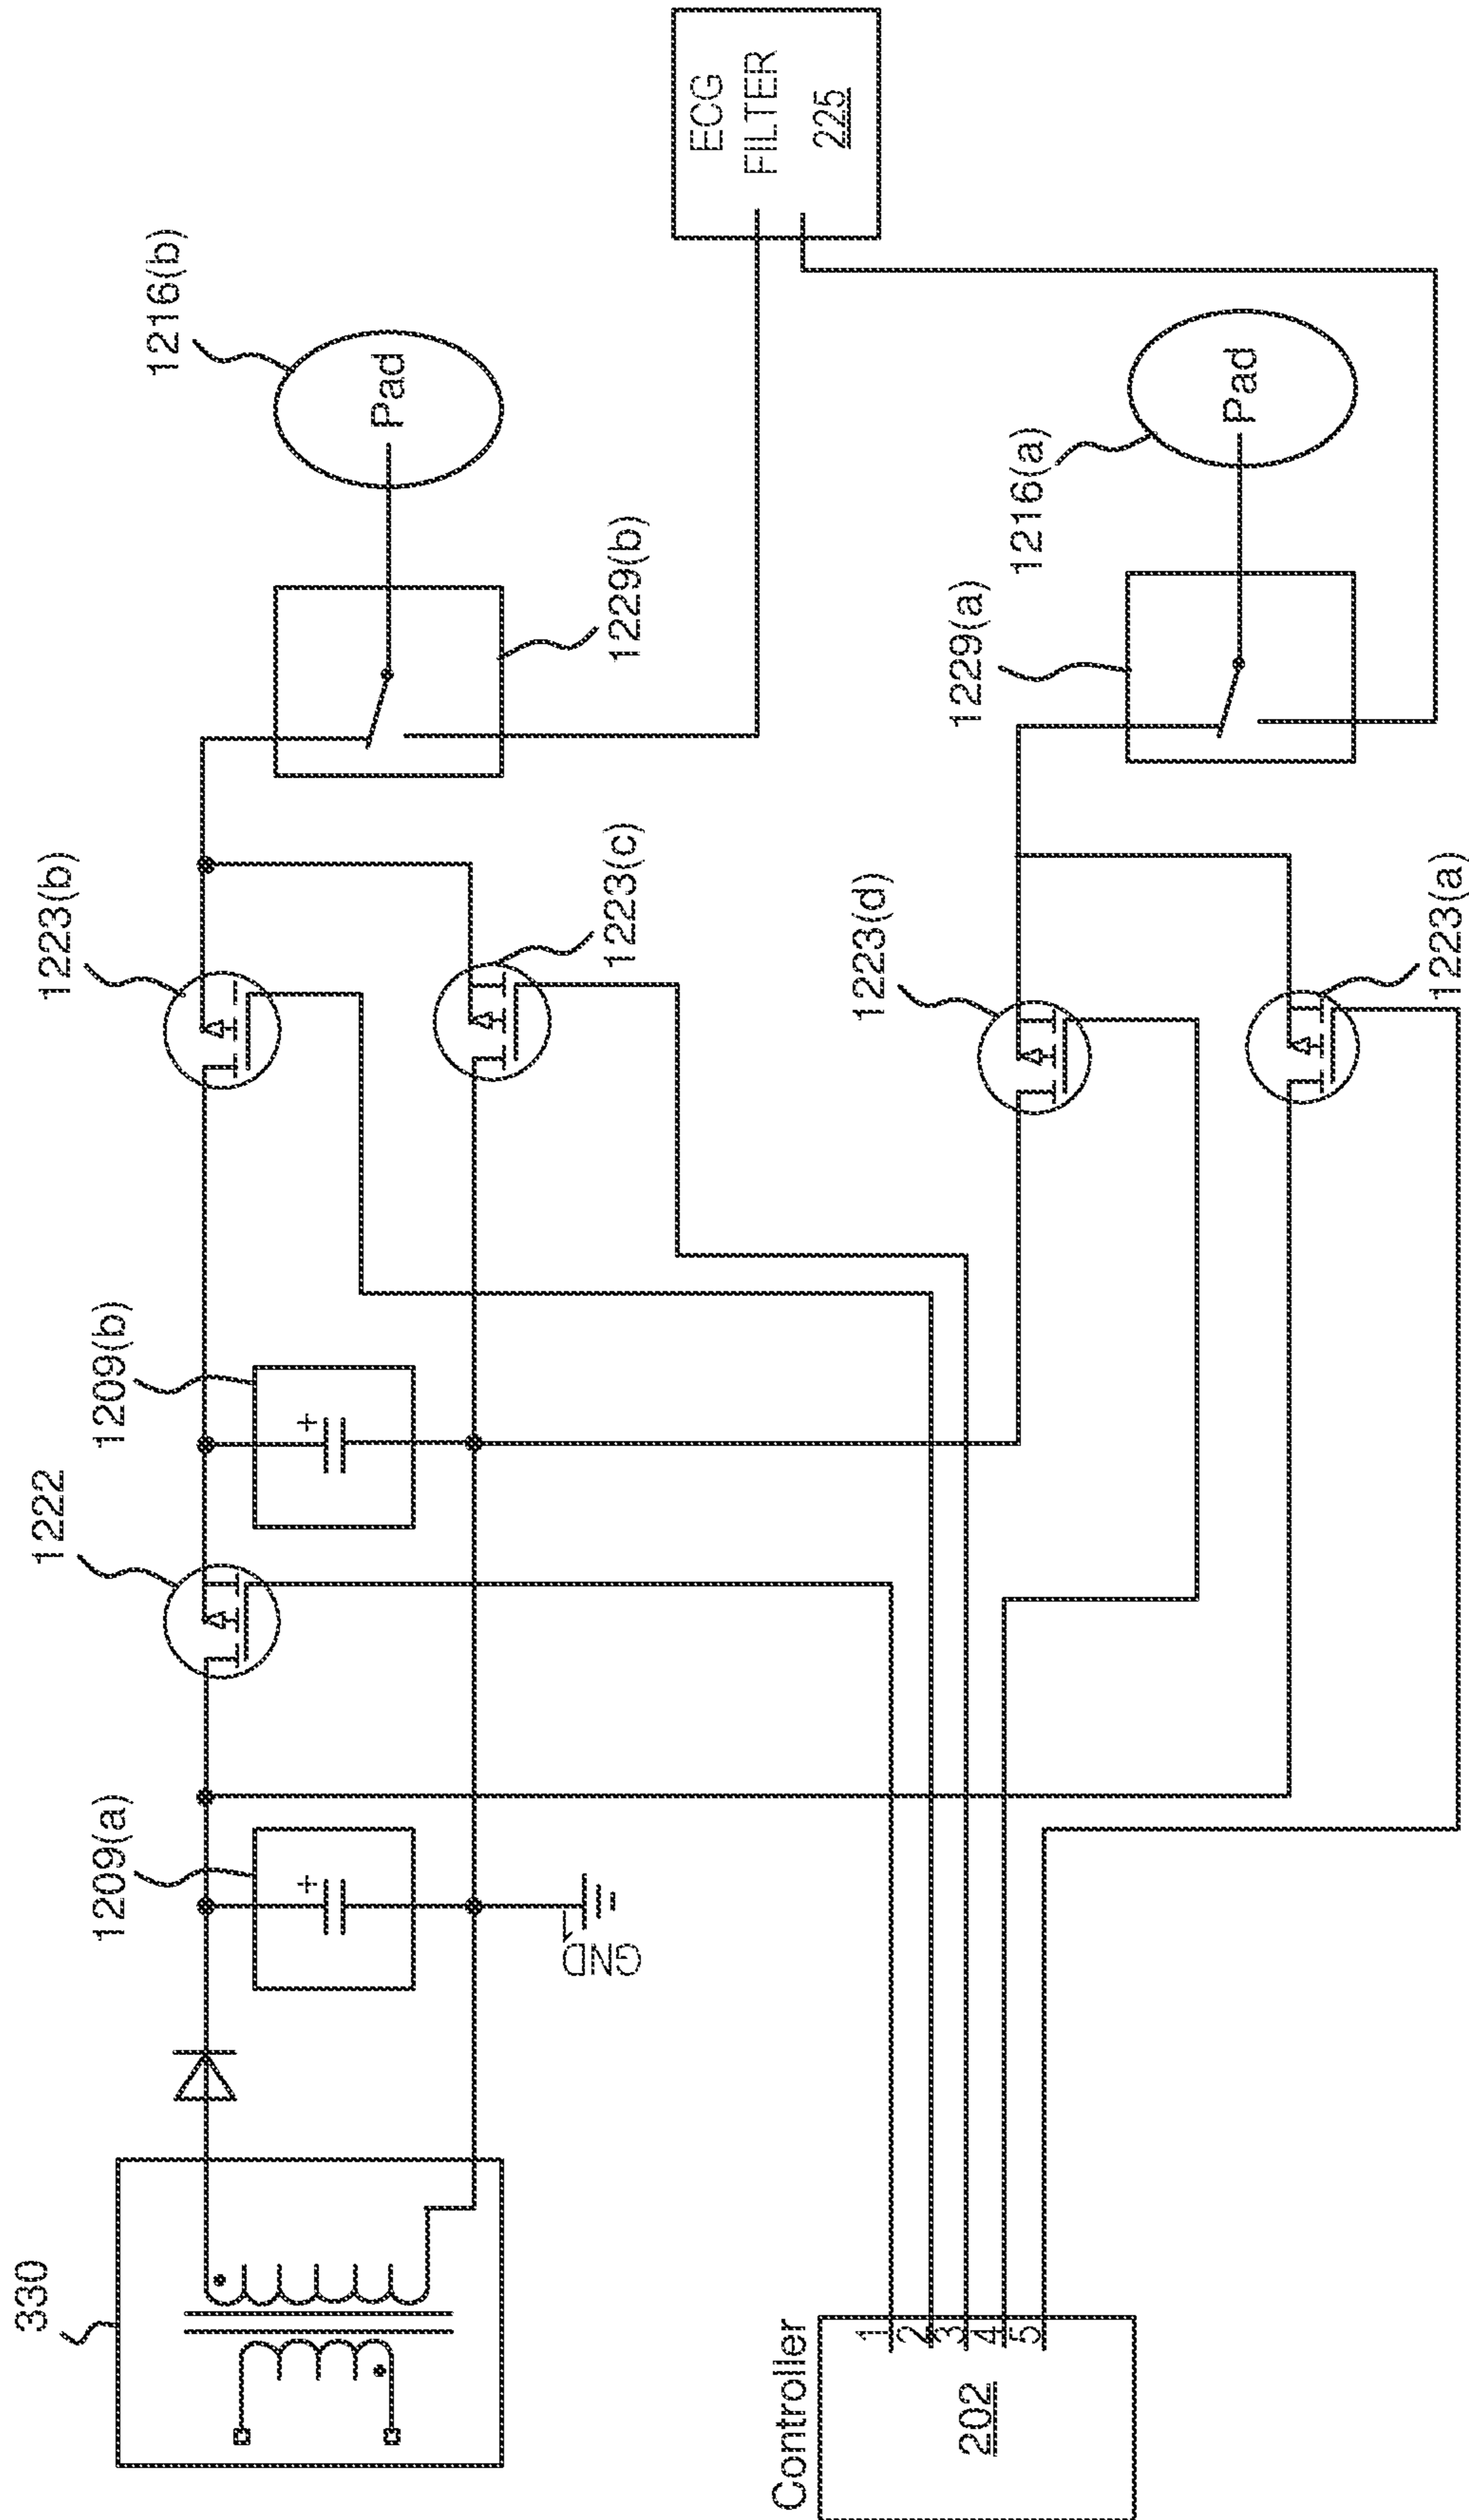 330
1209(a)
1222
1209(b)
1223(b)
1216(b)
+
+
Pad
1229(b)
1223(c)
GND
ECG
FILTER
225
Controller
202
1
2
3
4
5
1223(d)
1229(a)
1216(a)
Pad
1223(a)